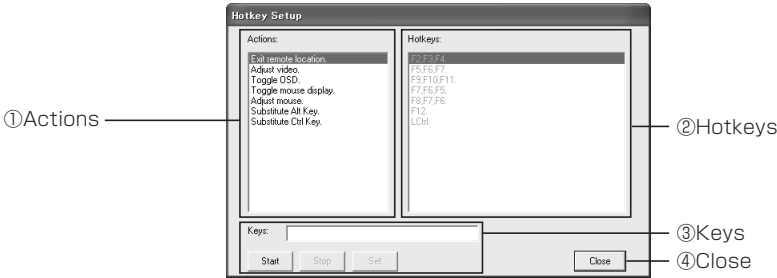 Hotkey Setup
Actions:
Exit remote location.
Adjust video.
Toggle OSD.
Toggle mouse display.
Adjust mouse.
Substitute Alt Key.
Substitute Ctrl Key.
Hotkeys:
F2,F3,F4.
F5,F6,F7.
F9,F10,F11.
F7,F6,F5.
F8,F7,F6.
F12.
LCtrl.
Keys:
Start
Stop
Set
Close
①Actions
②Hotkeys
③Keys
④Close